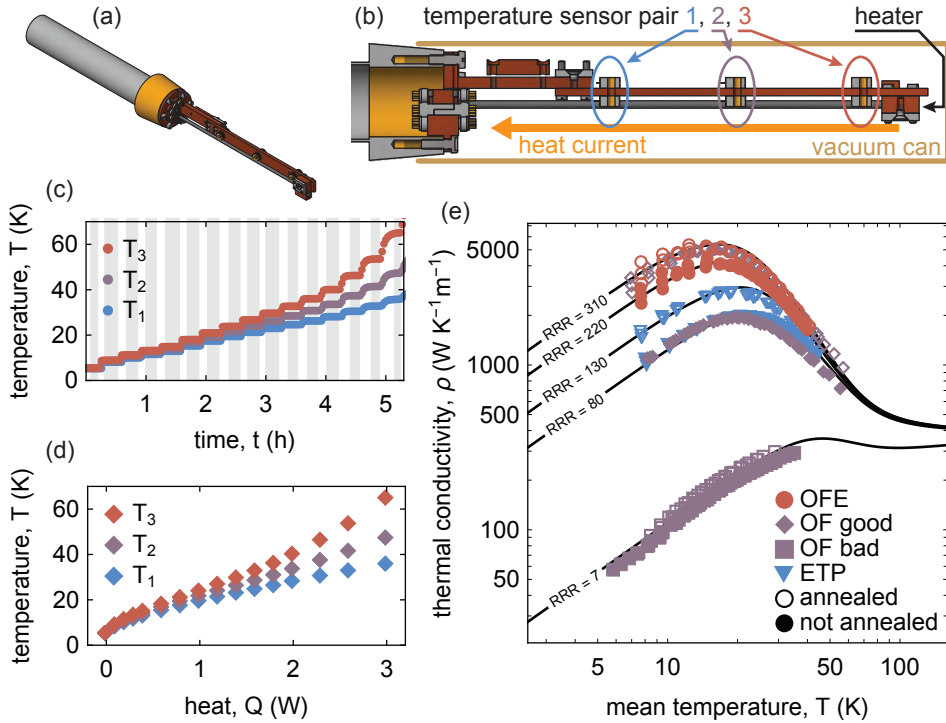 (a)
(b)
temperature sensor pair 1, 2, 3
heater
heat current
vacuum can
(c)
temperature, T (K)
60
40
20
0
T3
T2
T1
1
2
3
4
5
time, t (h)
(d)
temperature, T (K)
60
40
20
0
T3
T2
T1
0
1
2
3
heat, Q (W)
(e)
thermal conductivity, ρ (W K−1m−1)
5000
1000
500
100
50
RRR = 310
RRR = 220
RRR = 130
RRR = 80
RRR = 7
OFE
OF good
OF bad
ETP
annealed
not annealed
5
10
50
100
mean temperature, T (K)